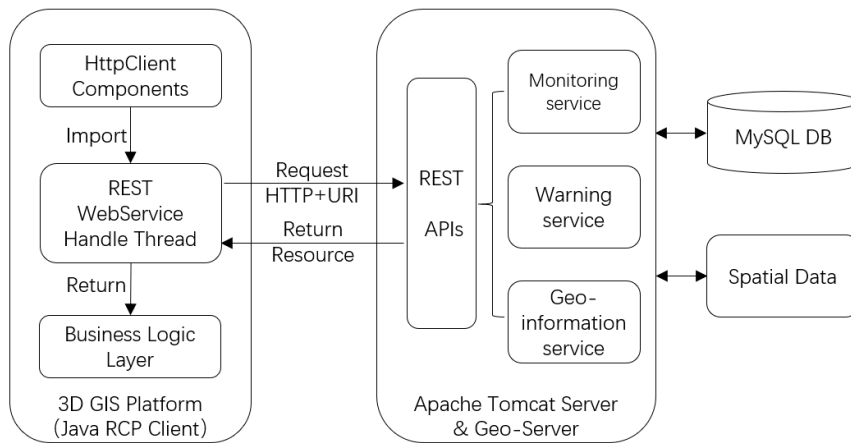 HttpClient
Components
Import
REST
WebService
Handle Thread
Return
Business Logic
Layer
3D GIS Platform
(Java RCP Client)
Request
HTTP+URI
Return
Resource
REST
APIs
Monitoring
service
Warning
service
Geo-
information
service
Apache Tomcat Server
& Geo-Server
MySQL DB
Spatial Data